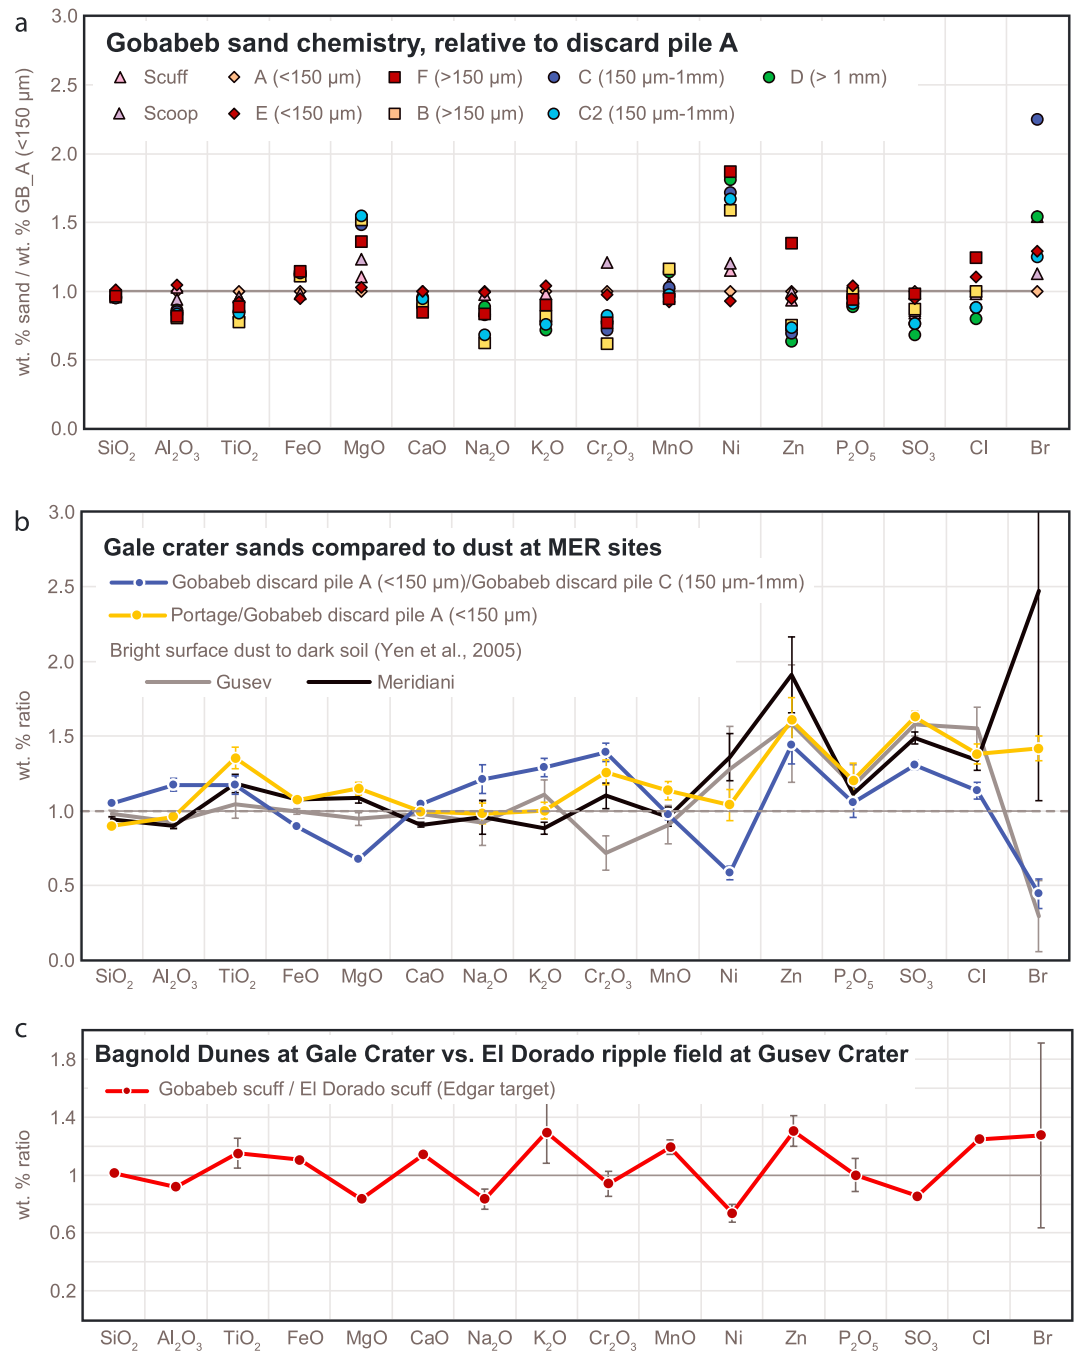 a
Gobabeb sand chemistry, relative to discard pile A
Scuff A (<150 µm) F (>150 µm) C (150 µm-1mm) D (> 1 mm)
Scoop E (<150 µm) B (>150 µm) C2 (150 µm-1mm)
wt. % sand / wt. % GB_A (<150 µm)
3.0
2.5
2.0
1.5
1.0
0.5
0.0
SiO2 Al2O3 TiO2 FeO MgO CaO Na2O K2O Cr2O3 MnO Ni Zn P2O5 SO3 Cl Br
b
Gale crater sands compared to dust at MER sites
Gobabeb discard pile A (<150 µm)/Gobabeb discard pile C (150 µm-1mm)
Portage/Gobabeb discard pile A (<150 µm)
Bright surface dust to dark soil (Yen et al., 2005)
Gusev Meridiani
wt. % ratio
3.0
2.5
2.0
1.5
1.0
0.5
0.0
SiO2 Al2O3 TiO2 FeO MgO CaO Na2O K2O Cr2O3 MnO Ni Zn P2O5 SO3 Cl Br
c
Bagnold Dunes at Gale Crater vs. El Dorado ripple field at Gusev Crater
Gobabeb scuff / El Dorado scuff (Edgar target)
wt. % ratio
1.8
1.4
1
0.6
0.2
SiO2 Al2O3 TiO2 FeO MgO CaO Na2O K2O Cr2O3 MnO Ni Zn P2O5 SO3 Cl Br